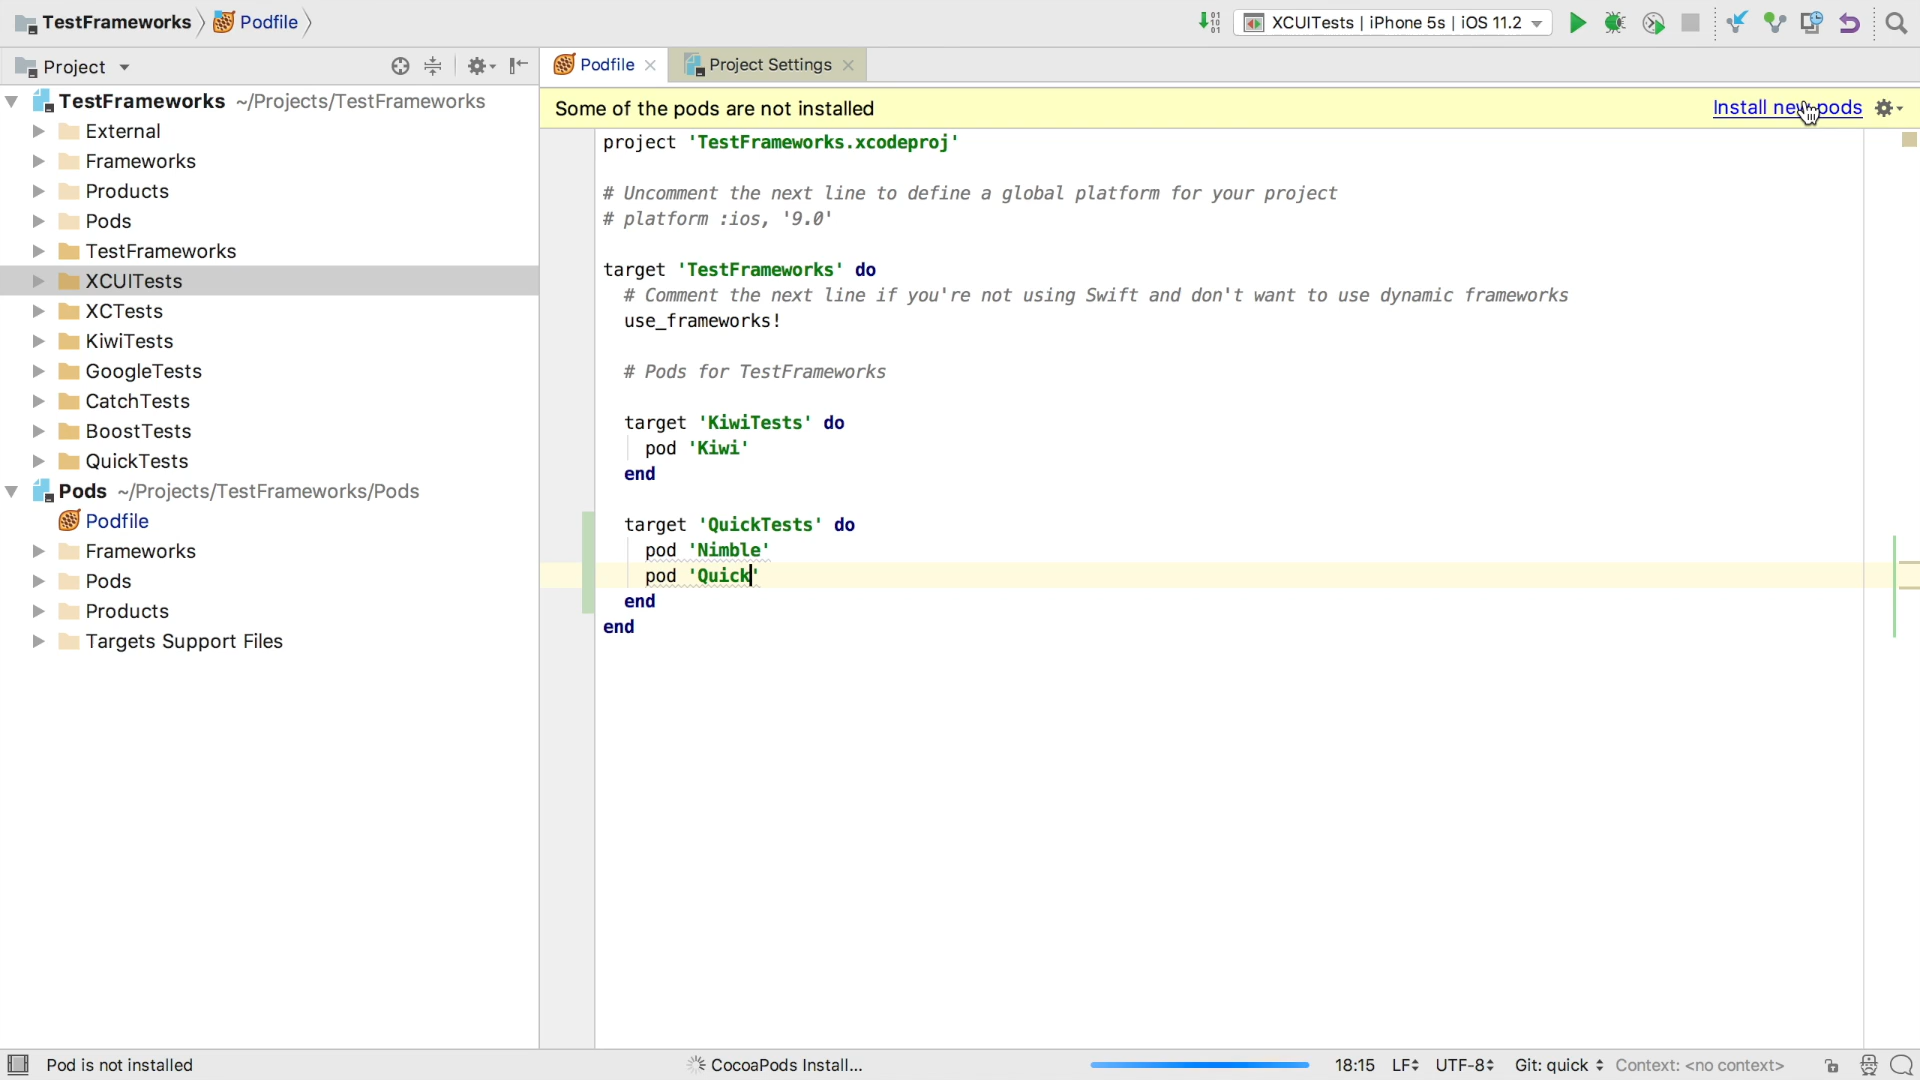 TestFrameworks Podfile
XCUITests | iPhone 5s | iOS 11.2
Project
Podfile
Project Settings
TestFrameworks ~/Projects/TestFrameworks
External
Frameworks
Products
Pods
TestFrameworks
XCUITests
XCTests
KiwiTests
GoogleTests
CatchTests
BoostTests
QuickTests
Pods ~/Projects/TestFrameworks/Pods
Podfile
Frameworks
Pods
Products
Targets Support Files
Some of the pods are not installed
Install new pods
project 'TestFrameworks.xcodeproj'
# Uncomment the next line to define a global platform for your project
# platform :ios, '9.0'
target 'TestFrameworks' do
# Comment the next line if you're not using Swift and don't want to use dynamic frameworks
use_frameworks!
# Pods for TestFrameworks
target 'KiwiTests' do
pod 'Kiwi'
end
target 'QuickTests' do
pod 'Nimble'
pod 'Quick'
end
end
Pod is not installed
CocoaPods Install...
18:15 LF UTF-8 Git: quick Context: <no context>